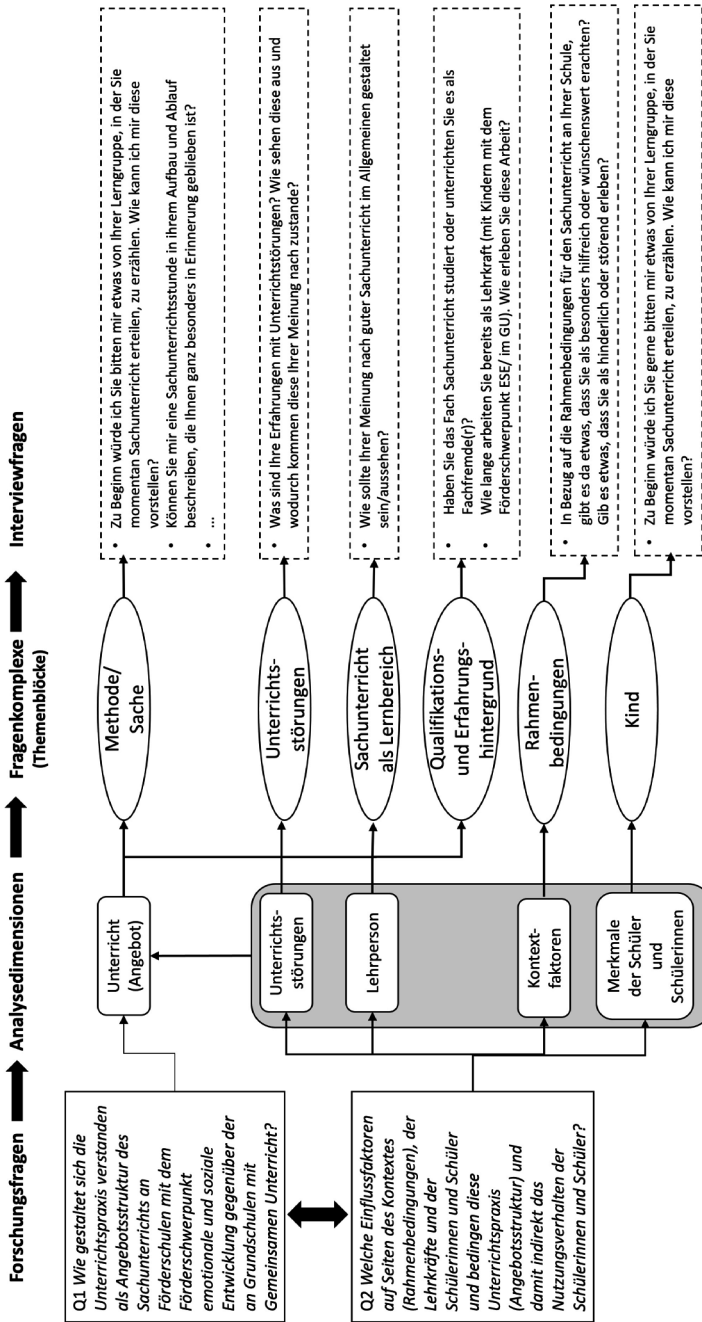 Forschungsfragen
Analysedimensionen
Fragenkomplexe
(Themenblöcke)
Interviewfragen
Q1 Wie gestaltet sich die
Unterrichtspraxis verstanden
als Angebotsstruktur des
Sachunterrichts an
Förderschulen mit dem
Förderschwerpunkt
emotionale und soziale
Entwicklung gegenüber der
an Grundschulen mit
Gemeinsamen Unterricht?
Q2 Welche Einflussfaktoren
auf Seiten des Kontextes
(Rahmenbedingungen), der
Lehrkräfte und der
Schülerinnen und Schüler
und bedingen diese
Unterrichtspraxis
(Angebotsstruktur) und
damit indirekt das
Nutzungsverhalten der
Schülerinnen und Schüler?
Unterricht
(Angebot)
Unterrichts-
störungen
Lehrperson
Kontext-
faktoren
Merkmale
der Schüler
und
Schülerinnen
Methode/
Sache
Unterrichts-
störungen
Sachunterricht
als Lernbereich
Qualifikations-
und Erfahrungs-
hintergrund
Rahmen-
bedingungen
Kind
• Zu Beginn würde ich Sie bitten mir etwas von Ihrer Lerngruppe, in der Sie
momentan Sachunterricht erteilen, zu erzählen. Wie kann ich mir diese
vorstellen?
• Können Sie mir eine Sachunterrichtsstunde in ihrem Aufbau und Ablauf
beschreiben, die Ihnen ganz besonders in Erinnerung geblieben ist?
• ...
• Was sind Ihre Erfahrungen mit Unterrichtstörungen? Wie sehen diese aus und
wodurch kommen diese Ihrer Meinung nach zustande?
• Wie sollte Ihrer Meinung nach guter Sachunterricht im Allgemeinen gestaltet
sein/aussehen?
• Haben Sie das Fach Sachunterricht studiert oder unterrichten Sie es als
Fachfremde(r)?
• Wie lange arbeiten Sie bereits als Lehrkraft (mit Kindern mit dem
Förderschwerpunkt ESE/ im GU). Wie erleben Sie diese Arbeit?
• In Bezug auf die Rahmenbedingungen für den Sachunterricht an Ihrer Schule,
gibt es da etwas, dass Sie als besonders hilfreich oder wünschenswert erachten?
Gib es etwas, dass Sie als hinderlich oder störend erleben?
• Zu Beginn würde ich Sie gerne bitten mir etwas von Ihrer Lerngruppe, in der Sie
momentan Sachunterricht erteilen, zu erzählen. Wie kann ich mir diese
vorstellen?